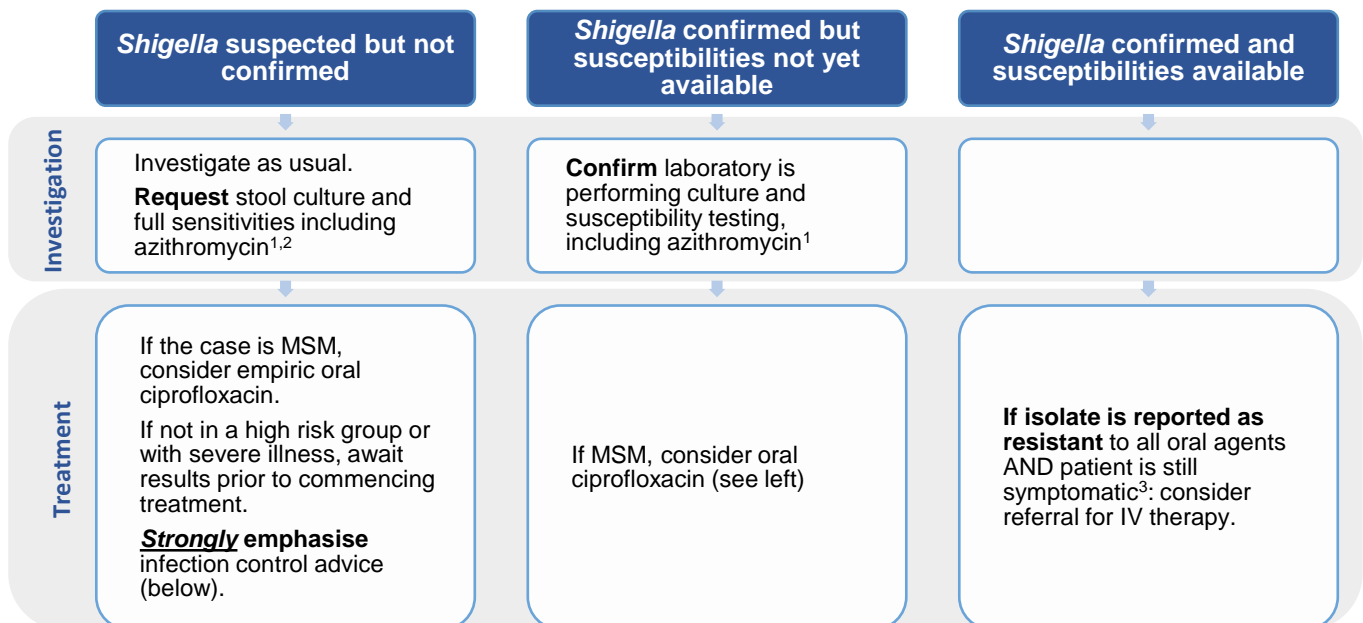 Shigella suspected but not
confirmed
Shigella confirmed but
susceptibilities not yet
available
Shigella confirmed and
susceptibilities available
Investigation
Investigate as usual.
Request stool culture and
full sensitivities including
azithromycin1,2
Confirm laboratory is
performing culture and
susceptibility testing,
including azithromycin1
Treatment
If the case is MSM,
consider empiric oral
ciprofloxacin.
If not in a high risk group or
with severe illness, await
results prior to commencing
treatment.
Strongly emphasise
infection control advice
(below).
If MSM, consider oral
ciprofloxacin (see left)
If isolate is reported as
resistant to all oral agents
AND patient is still
symptomatic3: consider
referral for IV therapy.